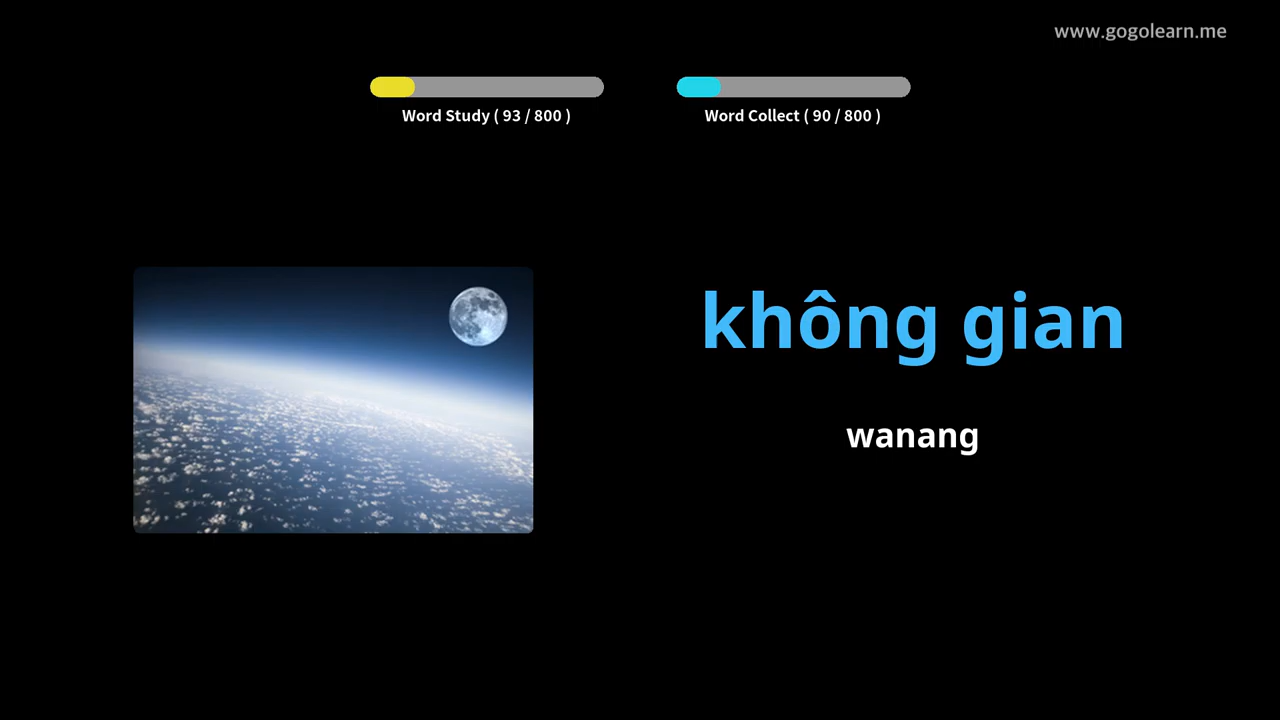 www.gogolearn.me
Word Study ( 93 / 800 )
Word Collect ( 90 / 800 )
không gian
wanang